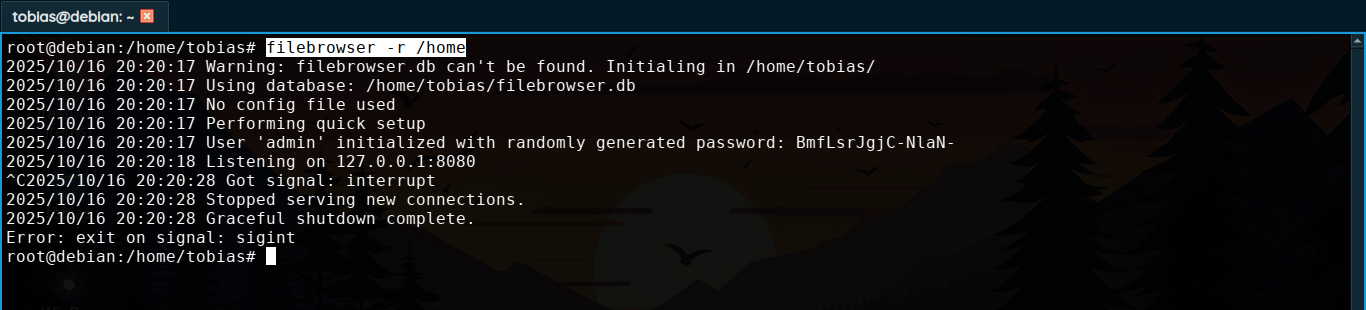 tobias@debian: ~
root@debian:/home/tobias# filebrowser -r /home
2025/10/16 20:20:17 Warning: filebrowser.db can't be found. Initialing in /home/tobias/
2025/10/16 20:20:17 Using database: /home/tobias/filebrowser.db
2025/10/16 20:20:17 No config file used
2025/10/16 20:20:17 Performing quick setup
2025/10/16 20:20:17 User 'admin' initialized with randomly generated password: BmfLsrJgjC-NlaN-
2025/10/16 20:20:18 Listening on 127.0.0.1:8080
^C2025/10/16 20:20:28 Got signal: interrupt
2025/10/16 20:20:28 Stopped serving new connections.
2025/10/16 20:20:28 Graceful shutdown complete.
Error: exit on signal: sigint
root@debian:/home/tobias#